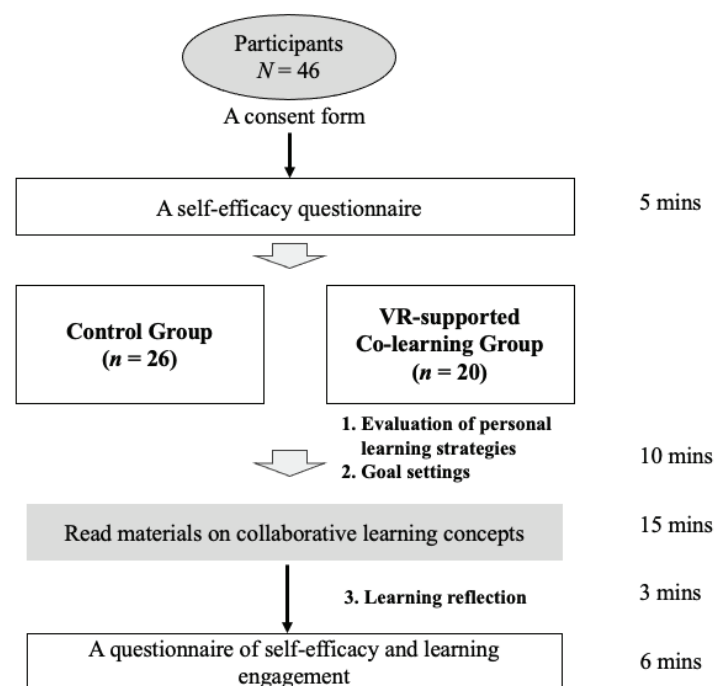 Participants
N = 46
A consent form
A self-efficacy questionnaire
5 mins
Control Group
(n = 26)
VR-supported
Co-learning Group
(n = 20)
1. Evaluation of personal
learning strategies
2. Goal settings
10 mins
Read materials on collaborative learning concepts
15 mins
3. Learning reflection
3 mins
A questionnaire of self-efficacy and learning
engagement
6 mins